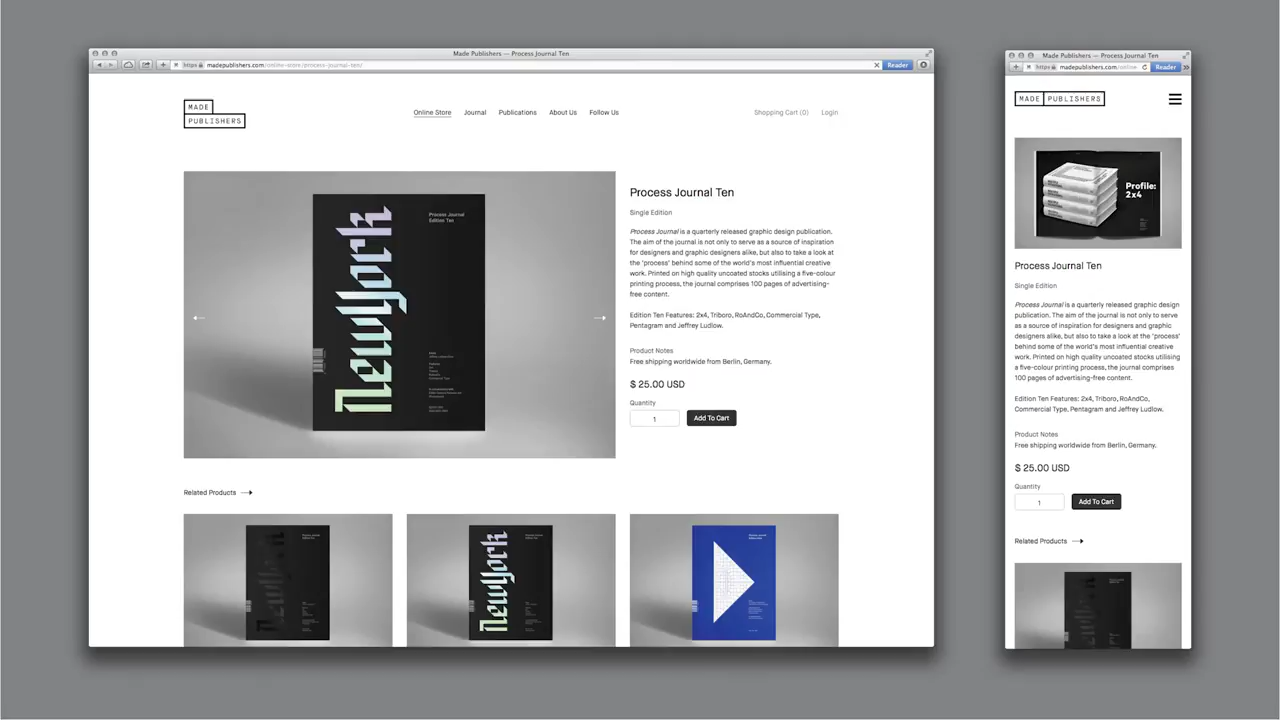 Made Publishers — Process Journal Ten
https madepublishers.com/online-store/process-journal-ten/
Reader
MADE
PUBLISHERS
Online Store
Journal
Publications
About Us
Follow Us
Shopping Cart (0)
Login
NewYork
Process Journal
Edition Ten
Process Journal Ten
Single Edition
Process Journal is a quarterly released graphic design publication.
The aim of the journal is not only to serve as a source of inspiration
for designers and graphic designers alike, but also to take a look at
the 'process' behind some of the world's most influential creative
work. Printed on high quality uncoated stocks utilising a five-colour
printing process, the journal comprises 100 pages of advertising-
free content.
Edition Ten Features: 2x4, Triboro, RoAndCo, Commercial Type,
Pentagram and Jeffrey Ludlow.
Product Notes
Free shipping worldwide from Berlin, Germany.
$ 25.00 USD
Quantity
1
Add To Cart
Related Products
NewYork
Made Publishers — Process Journal Ten
https madepublishers.com/online-
Reader
MADE PUBLISHERS
Profile:
2x4
Process Journal Ten
Single Edition
Process Journal is a quarterly released graphic design
publication. The aim of the journal is not only to serve
as a source of inspiration for designers and graphic
designers alike, but also to take a look at the 'process'
behind some of the world's most influential creative
work. Printed on high quality uncoated stocks utilising
a five-colour printing process, the journal comprises
100 pages of advertising-free content.
Edition Ten Features: 2x4, Triboro, RoAndCo,
Commercial Type, Pentagram and Jeffrey Ludlow.
Product Notes
Free shipping worldwide from Berlin, Germany.
$ 25.00 USD
Quantity
1
Add To Cart
Related Products